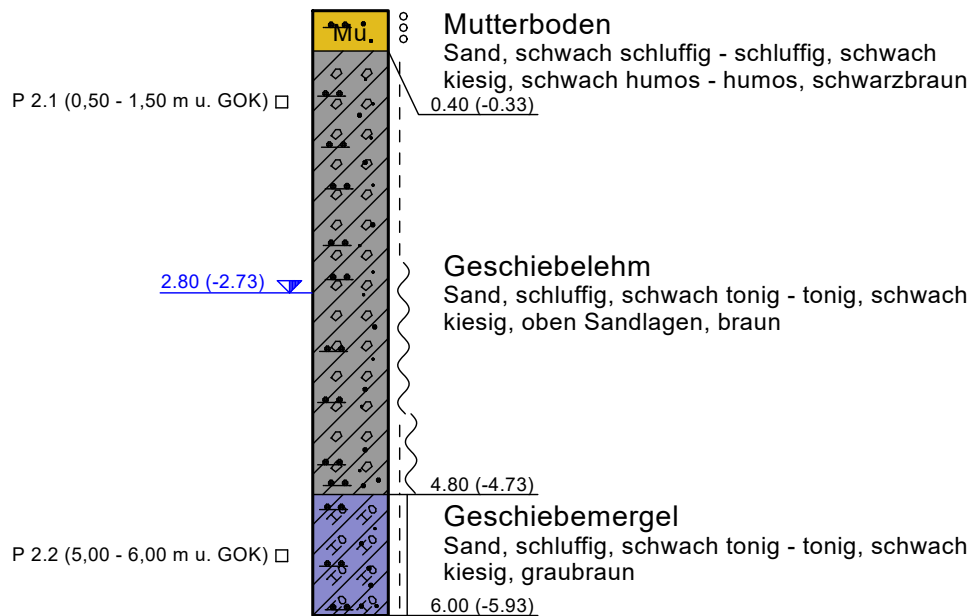 Mu.
Mutterboden
Sand, schwach schluffig - schluffig, schwach
kiesig, schwach humos - humos, schwarzbraun
P 2.1 (0,50 - 1,50 m u. GOK)
0.40 (-0.33)
2.80 (-2.73)
Geschiebelehm
Sand, schluffig, schwach tonig - tonig, schwach
kiesig, oben Sandlagen, braun
4.80 (-4.73)
Geschiebemergel
Sand, schluffig, schwach tonig - tonig, schwach
kiesig, graubraun
P 2.2 (5,00 - 6,00 m u. GOK)
6.00 (-5.93)